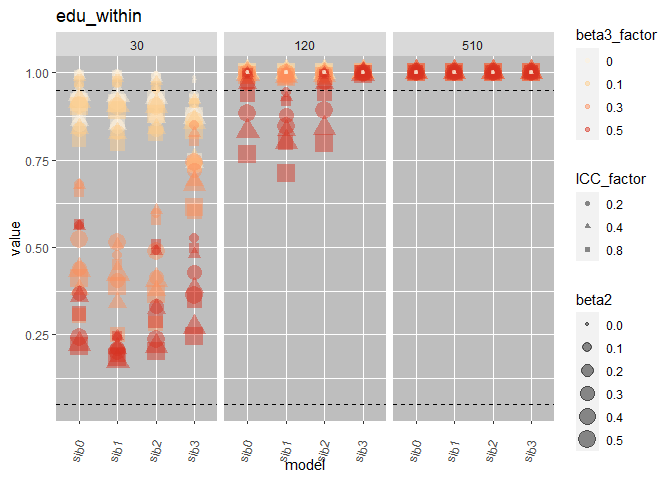 edu_within
30
120
510
1.00
0.75
0.50
0.25
value
sib0
sib1
sib2
sib3
sib0
sib1
sib2
sib3
sib0
sib1
sib2
sib3
model
beta3_factor
0
0.1
0.3
0.5
ICC_factor
0.2
0.4
0.8
beta2
0.0
0.1
0.2
0.3
0.4
0.5